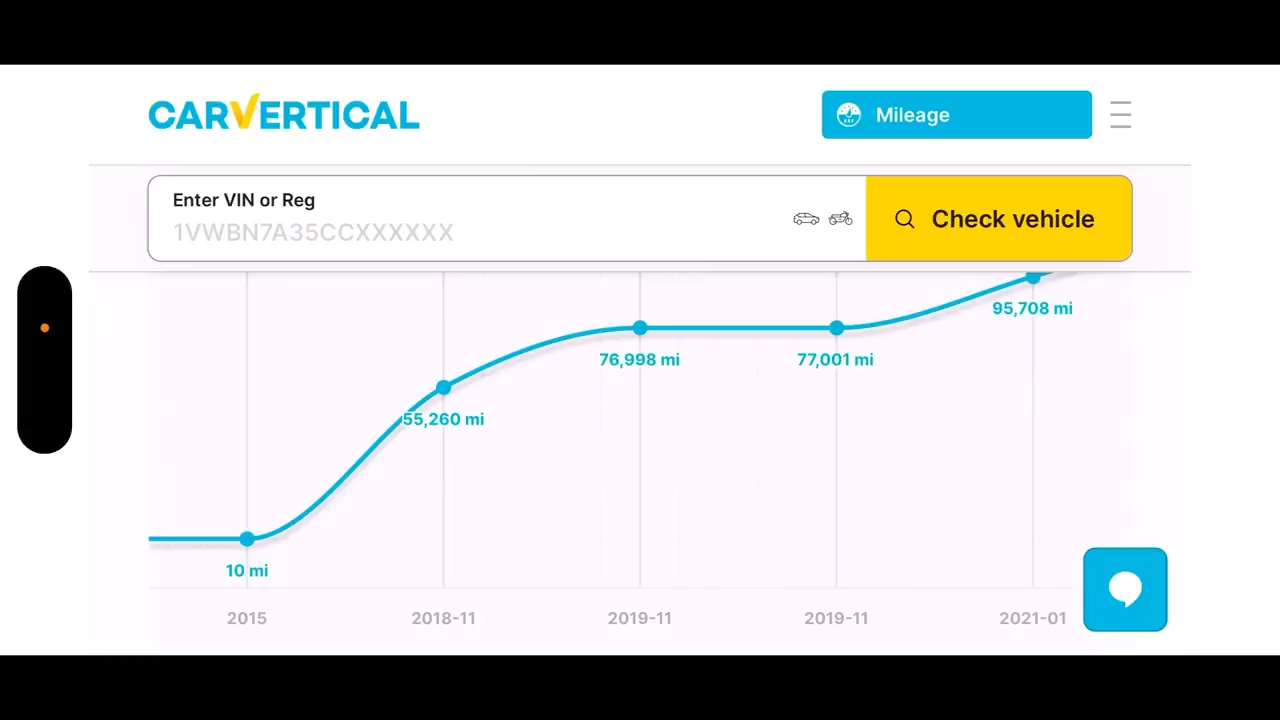 CARVERTICAL
Mileage
Enter VIN or Reg
1VWBN7A35CCXXXXXX
Check vehicle
95,708 mi
76,998 mi
77,001 mi
55,260 mi
10 mi
2015
2018-11
2019-11
2019-11
2021-01